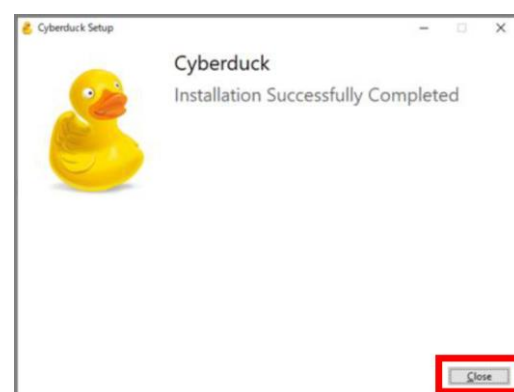 Cyberduck Setup
Cyberduck
Installation Successfully Completed
Close